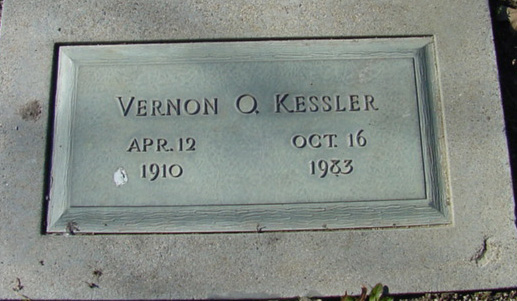 VERNON O. KESSLER
APR. 12 OCT. 16
1910 1983